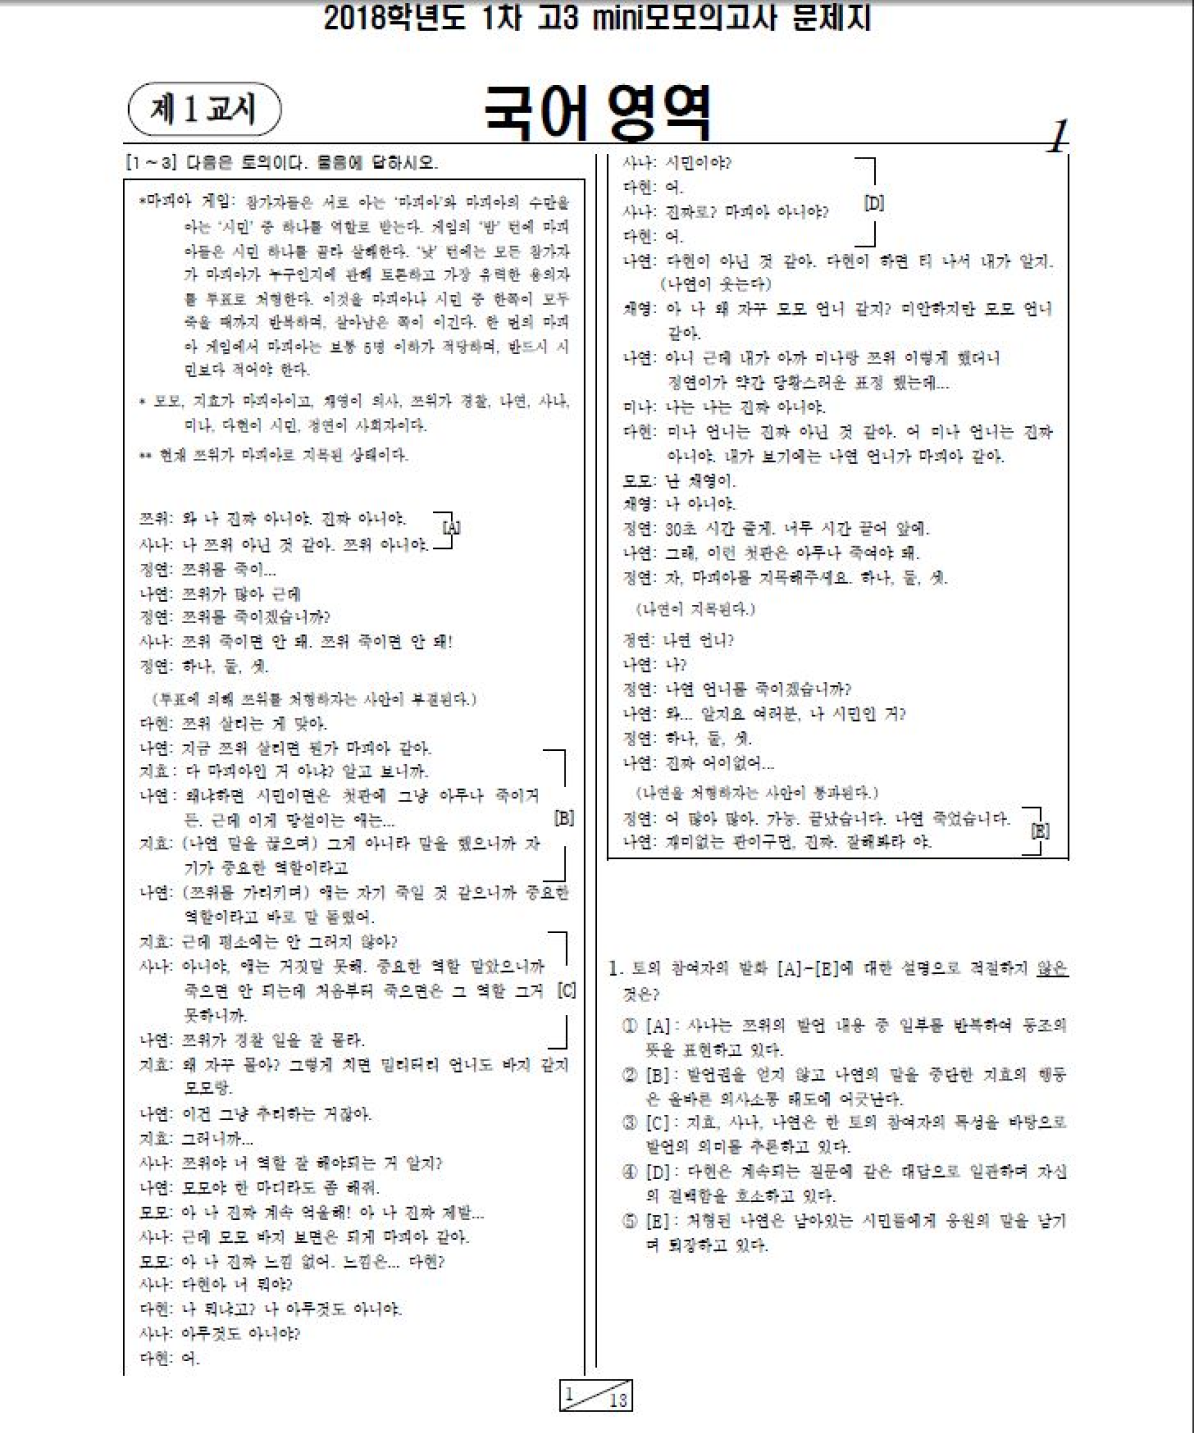 2018학년도 1차 고3 mini모모의고사 문제지
제 1 교시
국어 영역
1
[1~3] 다음은 토의이다. 물음에 답하시오.
*마피아 게임: 참가자들은 서로 아는 '마피아'와 마피아의 수만을
아는 '시민' 중 하나를 역할로 받는다. 게임의 '밤' 턴에 마피
아들은 시민 하나를 골라 살해한다. '낮' 턴에는 모든 참가자
가 마피아가 누구인지에 관해 토론하고 가장 유력한 용의자
를 투표로 처형한다. 이것을 마피아나 시민 중 한쪽이 모두
죽을 때까지 반복하며, 살아남은 쪽이 이긴다. 한 번의 마피
아 게임에서 마피아는 보통 5명 이하가 적당하며, 반드시 시
민보다 적어야 한다.
* 모모, 지효가 마피아이고, 채영이 의사, 쯔위가 경찰, 나연, 사나,
미나, 다현이 시민, 정연이 사회자이다.
** 현재 쯔위가 마피아로 지목된 상태이다.
쯔위: 와 나 진짜 아니야. 진짜 아니야.
[A]
사나: 나 쯔위 아닌 것 같아. 쯔위 아니야.
정연: 쯔위를 죽이...
나연: 쯔위가 많아 근데
정연: 쯔위를 죽이겠습니까?
사나: 쯔위 죽이면 안 돼. 쯔위 죽이면 안 돼!
정연: 하나, 둘, 셋.
(투표에 의해 쯔위를 처형하자는 사안이 부결된다.)
다현: 쯔위 살리는 게 맞아.
나연: 지금 쯔위 살리면 뭔가 마피아 같아.
지효: 다 마피아인 거 아냐? 알고 보니까.
나연: 왜냐하면 시민이면은 첫판에 그냥 아무나 죽이거
든. 근데 이게 망설이는 애는...
[B]
지효: (나연 말을 끊으며) 그게 아니라 말을 했으니까 자
기가 중요한 역할이라고
나연: (쯔위를 가리키며) 얘는 자기 죽일 것 같으니까 중요한
역할이라고 바로 말 돌렸어.
지효: 근데 평소에는 안 그러지 않아?
사나: 아니야, 얘는 거짓말 못해. 중요한 역할 맡았으니까
죽으면 안 되는데 처음부터 죽으면은 그 역할 그거
[C]
못하니까.
나연: 쯔위가 경찰 일을 잘 몰라.
지효: 왜 자꾸 몰아? 그렇게 치면 밀리터리 언니도 바지 같지
모모랑.
나연: 이건 그냥 추리하는 거잖아.
지효: 그러니까...
사나: 쯔위야 너 역할 잘 해야되는 거 알지?
나연: 모모야 한 마디라도 좀 해줘.
모모: 아 나 진짜 계속 억울해! 아 나 진짜 제발...
사나: 근데 모모 바지 보면은 되게 마피아 같아.
모모: 아 나 진짜 느낌 없어. 느낌은... 다현?
사나: 다현아 너 뭐야?
다현: 나 뭐냐고? 나 아무것도 아니야.
사나: 아무것도 아니야?
다현: 어.
사나: 시민이야?
다현: 어.
사나: 진짜로? 마피아 아니야?
[D]
다현: 어.
나연: 다현이 아닌 것 같아. 다현이 하면 티 나서 내가 알지.
(나연이 웃는다)
채영: 아 나 왜 자꾸 모모 언니 같지? 미안하지만 모모 언니
같아.
나연: 아니 근데 내가 아까 미나랑 쯔위 이렇게 했더니
정연이가 약간 당황스러운 표정 했는데...
미나: 나는 나는 진짜 아니야.
다현: 미나 언니는 진짜 아닌 것 같아. 어 미나 언니는 진짜
아니야. 내가 보기에는 나연 언니가 마피아 같아.
모모: 난 채영이.
채영: 나 아니야.
정연: 30초 시간 줄게. 너무 시간 끌어 앞에.
나연: 그래, 이런 첫판은 아무나 죽여야 돼.
정연: 자, 마피아를 지목해주세요. 하나, 둘, 셋.
(나연이 지목된다.)
정연: 나연 언니?
나연: 나?
정연: 나연 언니를 죽이겠습니까?
나연: 와... 알지요 여러분, 나 시민인 거?
정연: 하나, 둘, 셋.
나연: 진짜 어이없어...
(나연을 처형하자는 사안이 통과된다.)
정연: 어 많아 많아. 가능. 끝났습니다. 나연 죽었습니다.
[E]
나연: 재미없는 판이구먼, 진짜. 잘해봐라 야.
1. 토의 참여자의 발화 [A]-[E]에 대한 설명으로 적절하지 않은
것은?
① [A]: 사나는 쯔위의 발언 내용 중 일부를 반복하여 동조의
뜻을 표현하고 있다.
② [B]: 발언권을 얻지 않고 나연의 말을 중단한 지효의 행동
은 올바른 의사소통 태도에 어긋난다.
③ [C]: 지효, 사나, 나연은 한 토의 참여자의 특성을 바탕으로
발언의 의미를 추론하고 있다.
④ [D]: 다현은 계속되는 질문에 같은 대답으로 일관하며 자신
의 결백함을 호소하고 있다.
⑤ [E]: 처형된 나연은 남아있는 시민들에게 응원의 말을 남기
며 퇴장하고 있다.
1
13